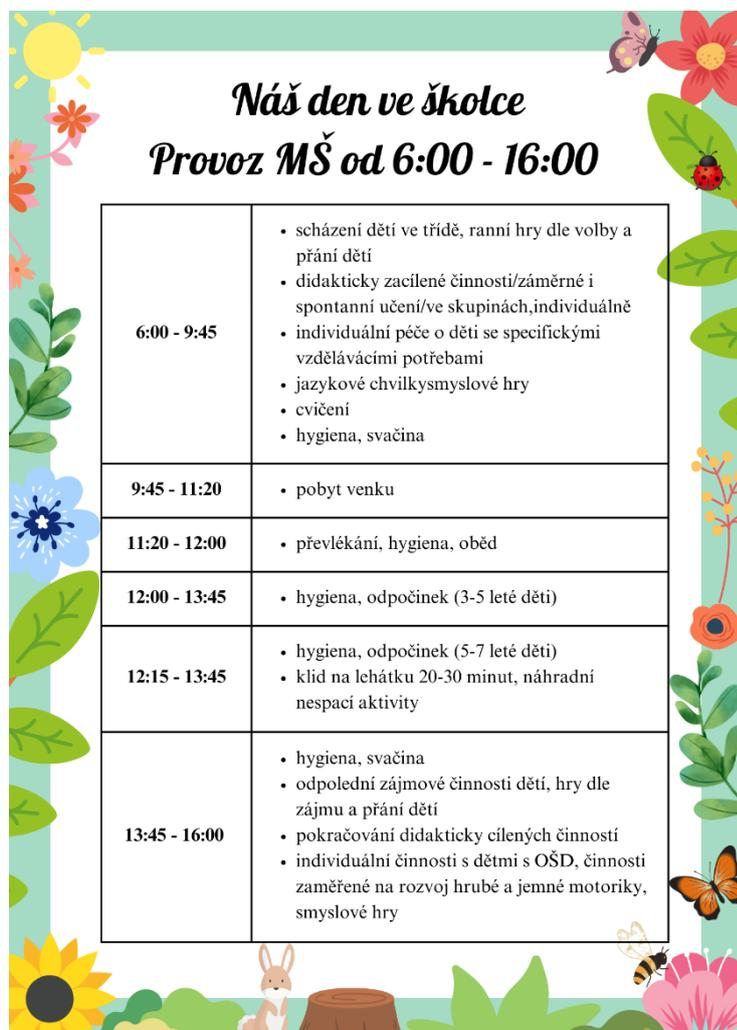 Náš den ve školce
Provoz MŠ od 6:00 - 16:00
6:00 - 9:45
• scházení dětí ve třídě, ranní hry dle volby a
přání dětí
• didakticky zacílené činnosti/záměrné i
spontanní učení/ve skupinách,individuálně
• individuální péče o děti se specifickými
vzdělávácími potřebami
• jazykové chvilkysmyslové hry
• cvičení
• hygiena, svačina
9:45 - 11:20
• pobyt venku
11:20 - 12:00
• převlékání, hygiena, oběd
12:00 - 13:45
• hygiena, odpočinek (3-5 leté děti)
12:15 - 13:45
• hygiena, odpočinek (5-7 leté děti)
• klid na lehátku 20-30 minut, náhradní
nespací aktivity
13:45 - 16:00
• hygiena, svačina
• odpolední zájmové činnosti dětí, hry dle
zájmu a přání dětí
• pokračování didakticky cílených činností
• individuální činnosti s dětmi s OŠD, činnosti
zaměřené na rozvoj hrubé a jemné motoriky,
smyslové hry